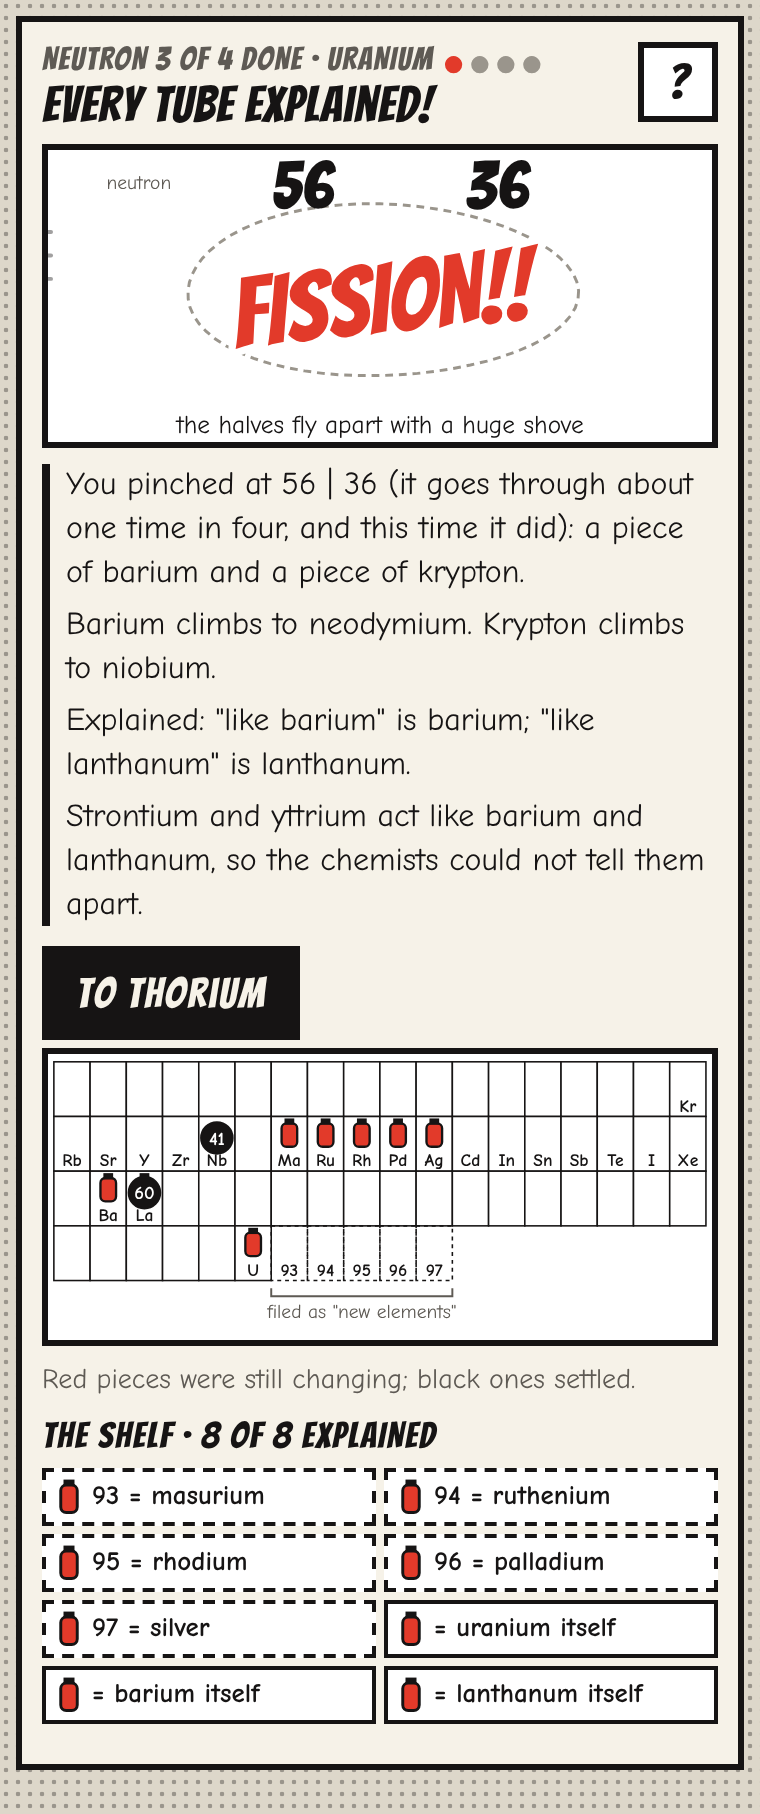 NEUTRON 3 OF 4 DONE · URANIUM
EVERY TUBE EXPLAINED!
?
neutron
56 36
FISSION!!
the halves fly apart with a huge shove
You pinched at 56 | 36 (it goes through about
one time in four, and this time it did): a piece
of barium and a piece of krypton.
Barium climbs to neodymium. Krypton climbs
to niobium.
Explained: "like barium" is barium; "like
lanthanum" is lanthanum.
Strontium and yttrium act like barium and
lanthanum, so the chemists could not tell them
apart.
TO THORIUM
Kr
41
Rb Sr Y Zr Nb Ma Ru Rh Pd Ag Cd In Sn Sb Te I Xe
60
Ba La
U 93 94 95 96 97
filed as "new elements"
Red pieces were still changing; black ones settled.
THE SHELF · 8 OF 8 EXPLAINED
93 = masurium
94 = ruthenium
95 = rhodium
96 = palladium
97 = silver
= uranium itself
= barium itself
= lanthanum itself